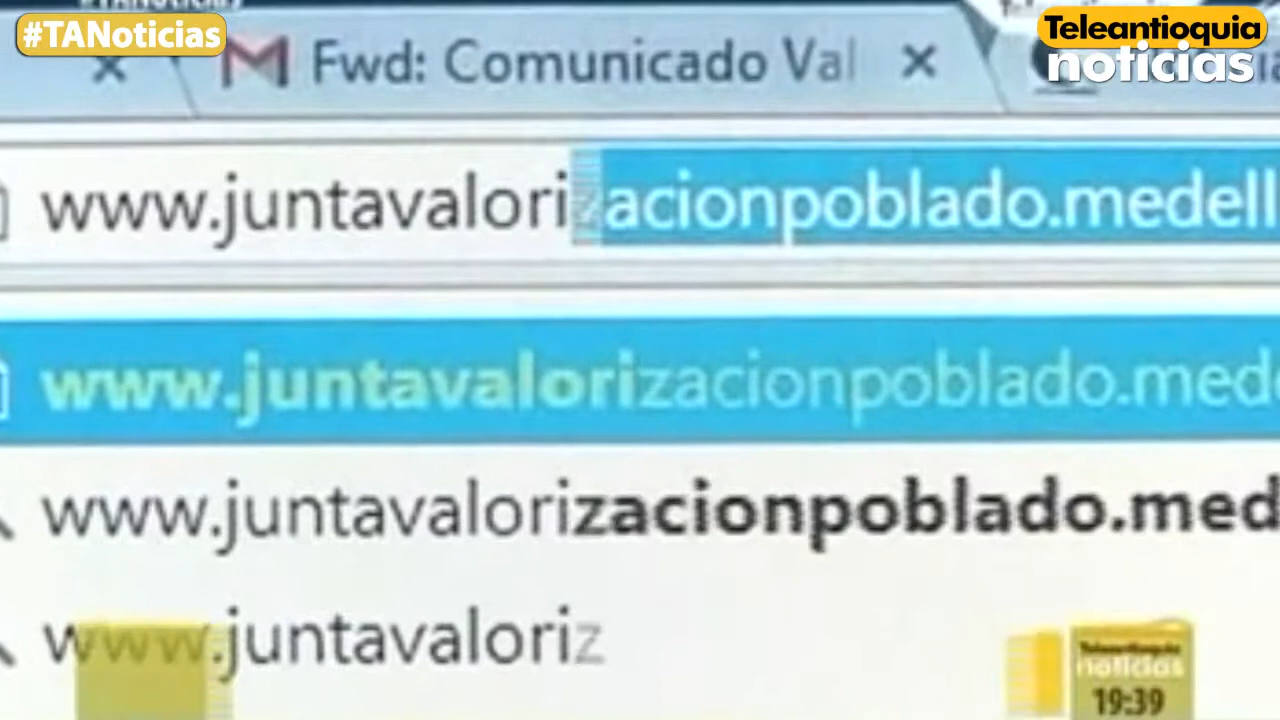 #TANoticias
Teleantioquia
noticias
Fwd: Comunicado Val
www.juntavalorizacionpoblado.medell
www.juntavalorizacionpoblado.mede
www.juntavalorizacionpoblado.med
www.juntavaloriz
Teleantioquia
noticias
19:39